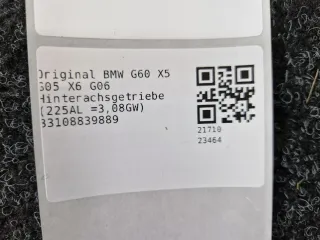 Original BMW G60 X5
G05 X6 G06
Hinterachsgetriebe
(225AL =3,08GW)
33108839889
21710
23464